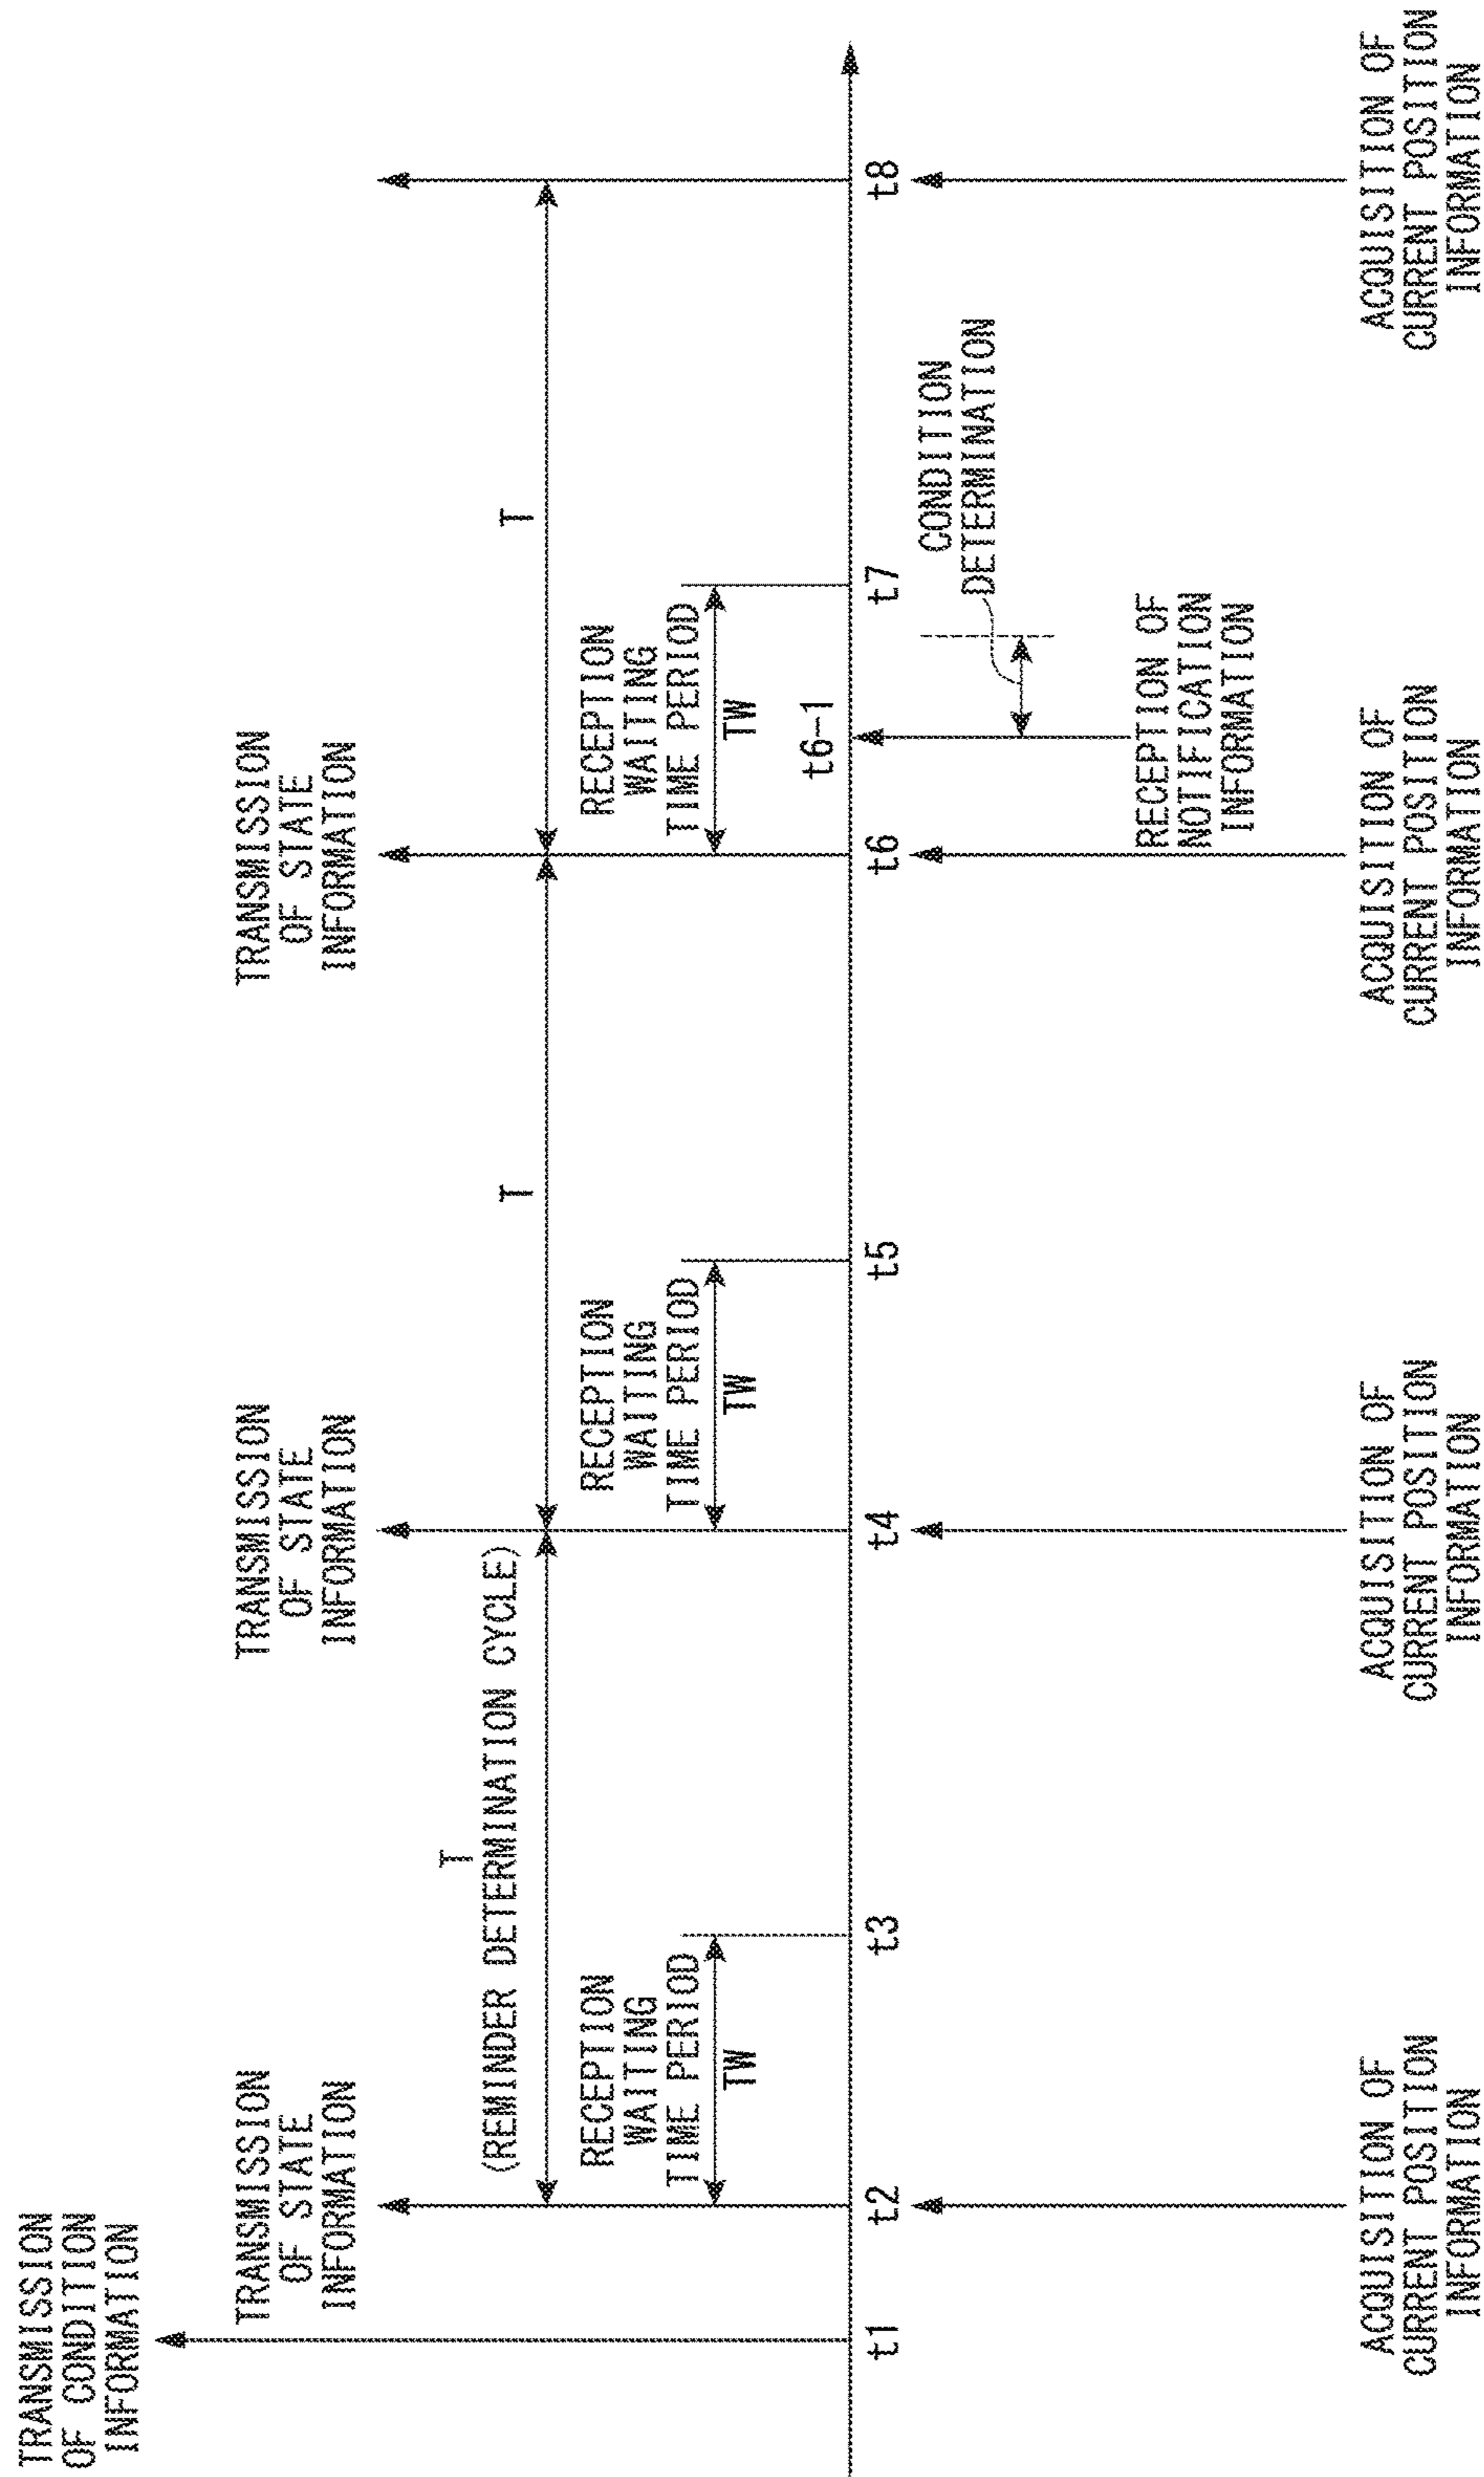 TRANSMISSION
OF CONDITION
INFORMATION
TRANSMISSION
OF STATE
INFORMATION
TRANSMISSION
OF STATE
INFORMATION
TRANSMISSION
OF STATE
INFORMATION
T
(REMINDER DETERMINATION CYCLE)
T
T
RECEPTION
WAITING
TIME PERIOD
TW
RECEPTION
WAITING
TIME PERIOD
TW
RECEPTION
WAITING
TIME PERIOD
TW
t6-1
t1
t2
t3
t4
t5
t6
t7
t8
CONDITION
DETERMINATION
RECEPTION OF
NOTIFICATION
INFORMATION
ACQUISITION OF
CURRENT POSITION
INFORMATION
ACQUISITION OF
CURRENT POSITION
INFORMATION
ACQUISITION OF
CURRENT POSITION
INFORMATION
ACQUISITION OF
CURRENT POSITION
INFORMATION